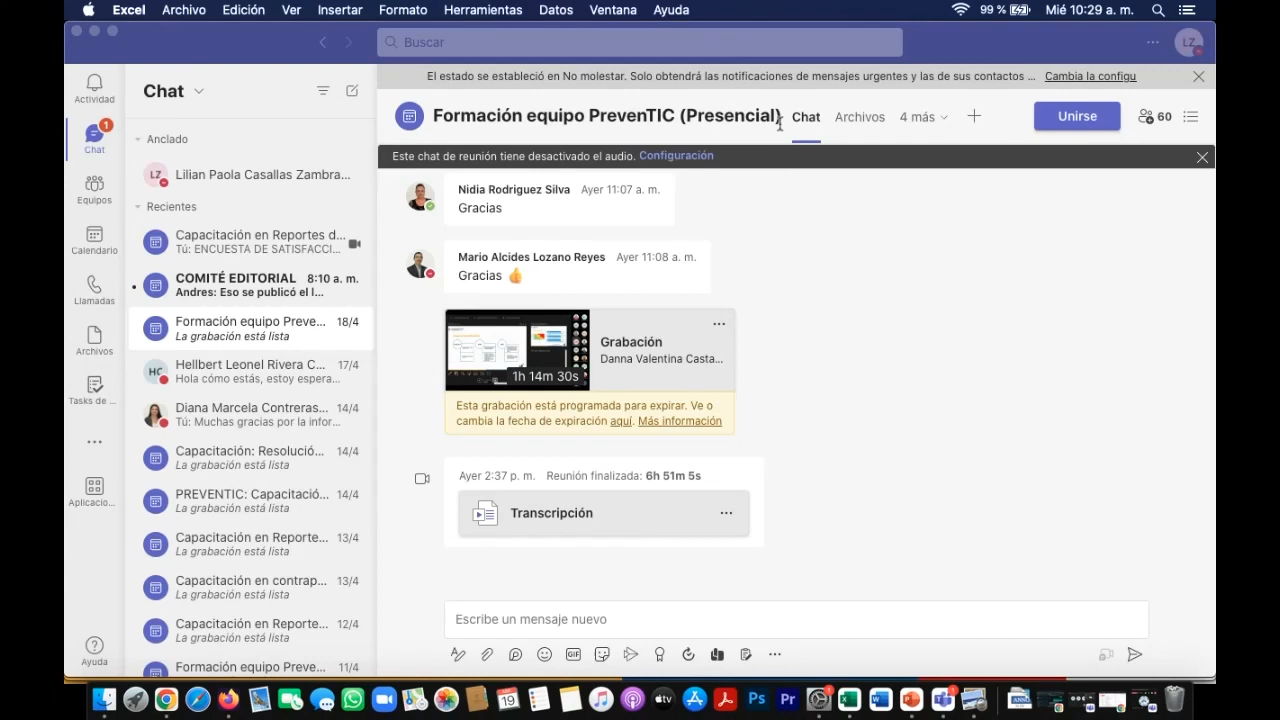 Excel Archivo Edición Ver Insertar Formato Herramientas Datos Ventana Ayuda 99 % Mié 10:29 a. m.
Buscar
LZ
El estado se estableció en No molestar. Solo obtendrá las notificaciones de mensajes urgentes y las de sus contactos ... Cambia la configu
Actividad
1
Chat
Equipos
Calendario
Llamadas
Archivos
Tasks de ...
Aplicacio...
Ayuda
Chat
Anclado
LZ
Lilian Paola Casallas Zambra...
Recientes
Capacitación en Reportes d...
Tú: ENCUESTA DE SATISFACCI...
COMITÉ EDITORIAL 8:10 a. m.
Andres: Eso se publicó el l...
Formación equipo Preve... 18/4
La grabación está lista
HC
Hellbert Leonel Rivera C... 17/4
Hola cómo estás, estoy espera...
Diana Marcela Contreras... 14/4
Tú: Muchas gracias por la infor...
Capacitación: Resolució... 14/4
La grabación está lista
PREVENTIC: Capacitació... 14/4
La grabación está lista
Capacitación en Reporte... 13/4
La grabación está lista
Capacitación en contrap... 13/4
La grabación está lista
Capacitación en Reporte... 12/4
La grabación está lista
Formación equipo Preve... 11/4
Formación equipo PrevenTIC (Presencial) Chat Archivos 4 más Unirse 60
Este chat de reunión tiene desactivado el audio. Configuración
Nidia Rodriguez Silva Ayer 11:07 a. m.
Gracias
Mario Alcides Lozano Reyes Ayer 11:08 a. m.
Gracias 👍
1h 14m 30s
Grabación
Danna Valentina Casta...
Esta grabación está programada para expirar. Ve o
cambia la fecha de expiración aquí. Más información
Ayer 2:37 p. m. Reunión finalizada: 6h 51m 5s
Transcripción
Escribe un mensaje nuevo
GIF
19
tv
Ps
Pr